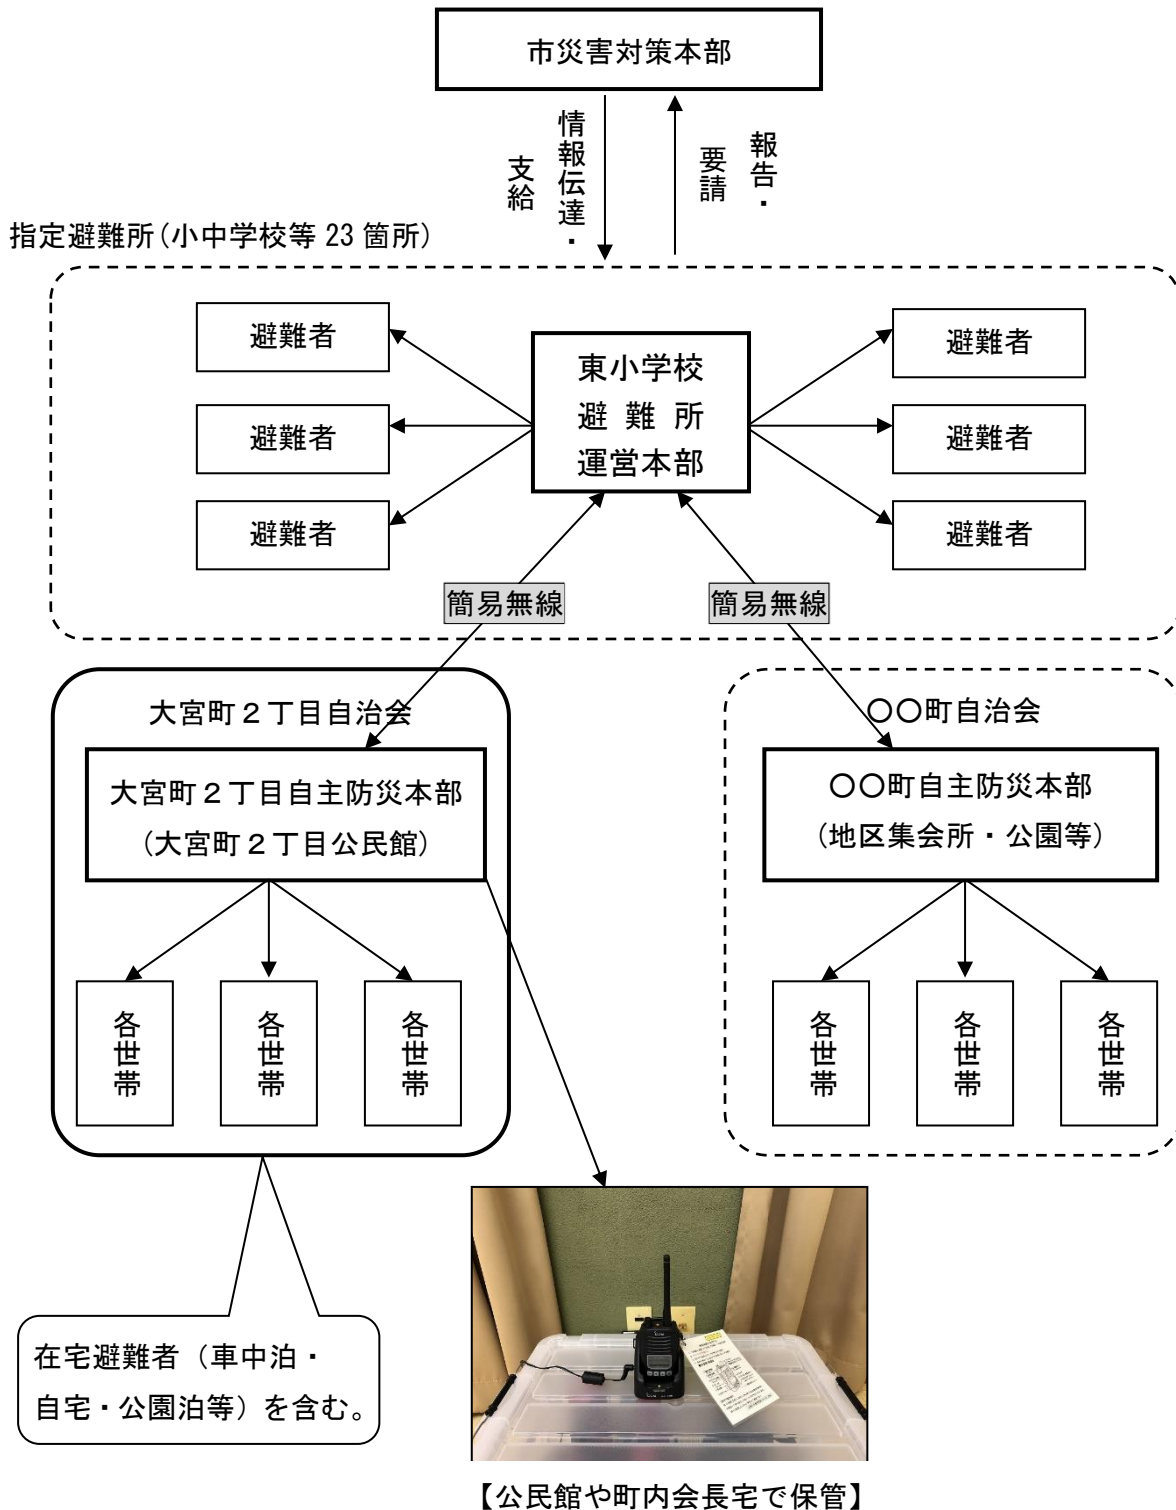 市災害対策本部
情報伝達・
支給
報告・
要請
指定避難所（小中学校等 23 箇所）
避難者
避難者
避難者
東小学校
避 難 所
運営本部
避難者
避難者
避難者
簡易無線
簡易無線
大宮町２丁目自治会
大宮町２丁目自主防災本部
（大宮町２丁目公民館）
各世帯
各世帯
各世帯
〇〇町自治会
〇〇町自主防災本部
（地区集会所・公園等）
各世帯
各世帯
各世帯
在宅避難者（車中泊・
自宅・公園泊等）を含む。
【公民館や町内会長宅で保管】